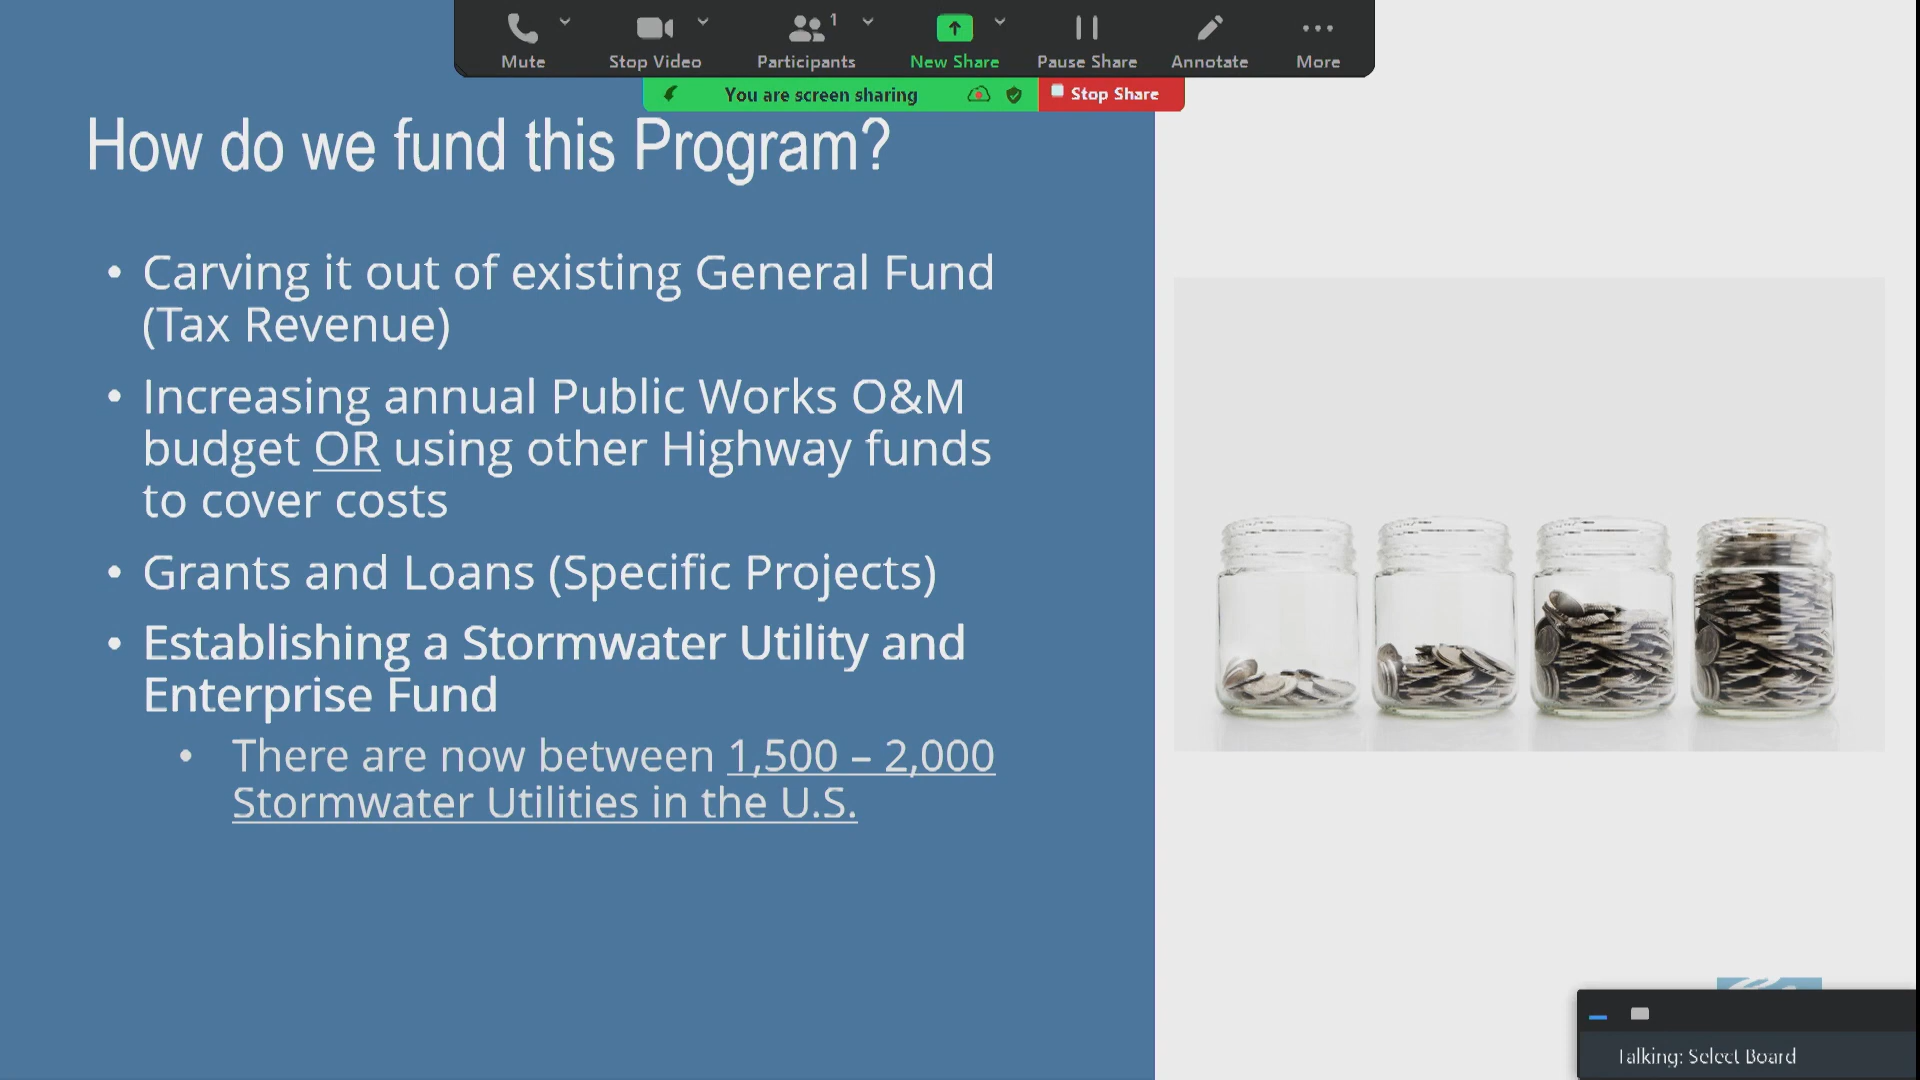 1
Mute
Stop Video
Participants
New Share
Pause Share
Annotate
More
You are screen sharing
Stop Share
How do we fund this Program?
• Carving it out of existing General Fund
(Tax Revenue)
• Increasing annual Public Works O&M
budget OR using other Highway funds
to cover costs
• Grants and Loans (Specific Projects)
• Establishing a Stormwater Utility and
Enterprise Fund
• There are now between 1,500 – 2,000
Stormwater Utilities in the U.S.
Talking: Select Board